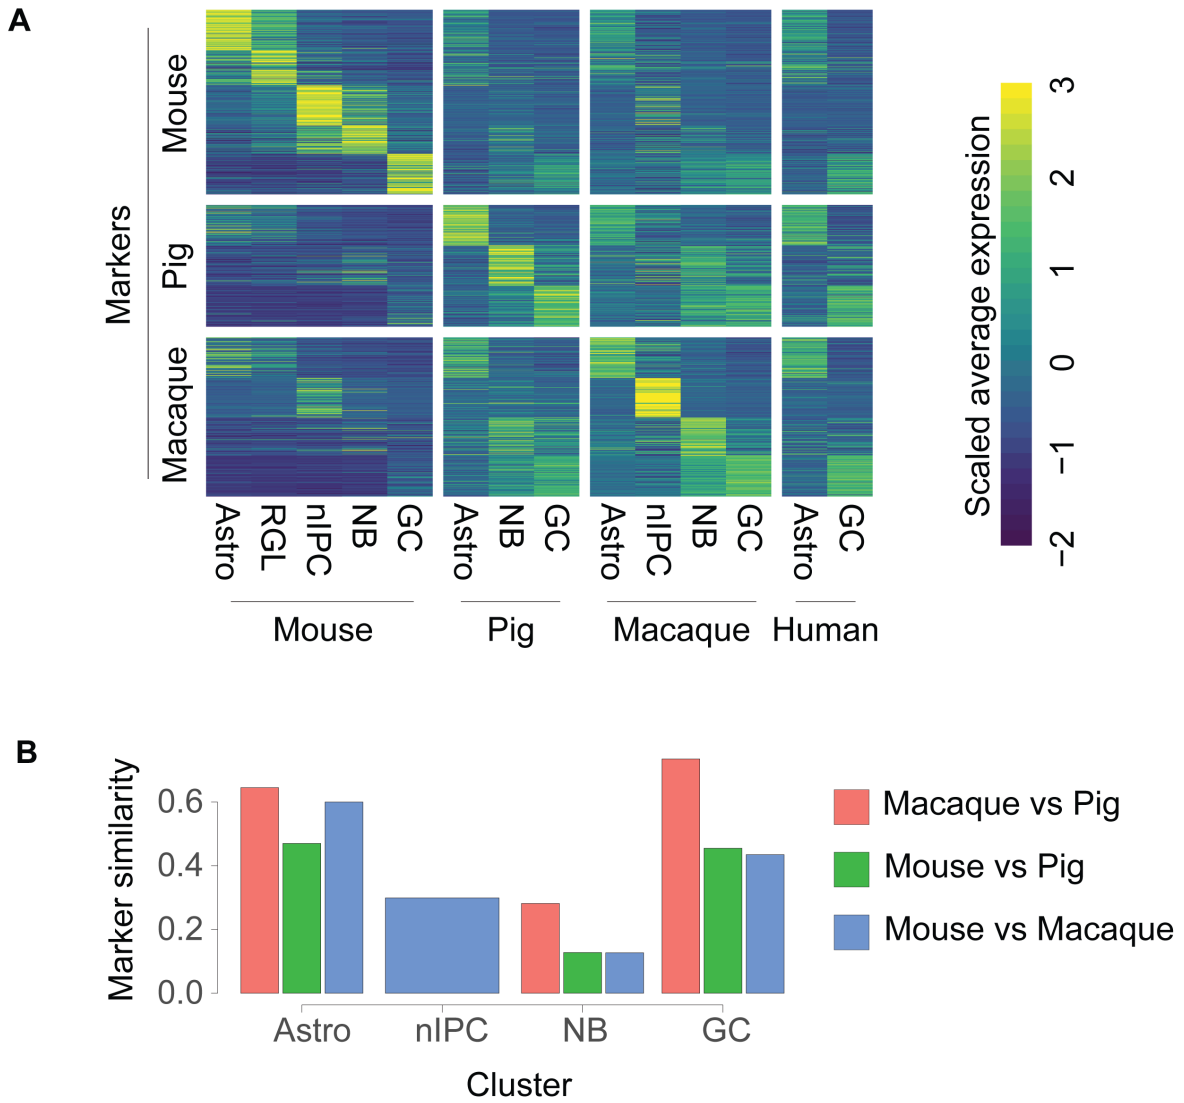 A
Markers
Mouse
Pig
Macaque
Astro RGL nIPC NB GC Astro NB GC Astro nIPC NB GC Astro GC
Mouse Pig Macaque Human
Scaled average expression
3
2
1
0
−1
−2
B
Marker similarity
0.6
0.4
0.2
0.0
Astro nIPC NB GC
Cluster
Macaque vs Pig
Mouse vs Pig
Mouse vs Macaque